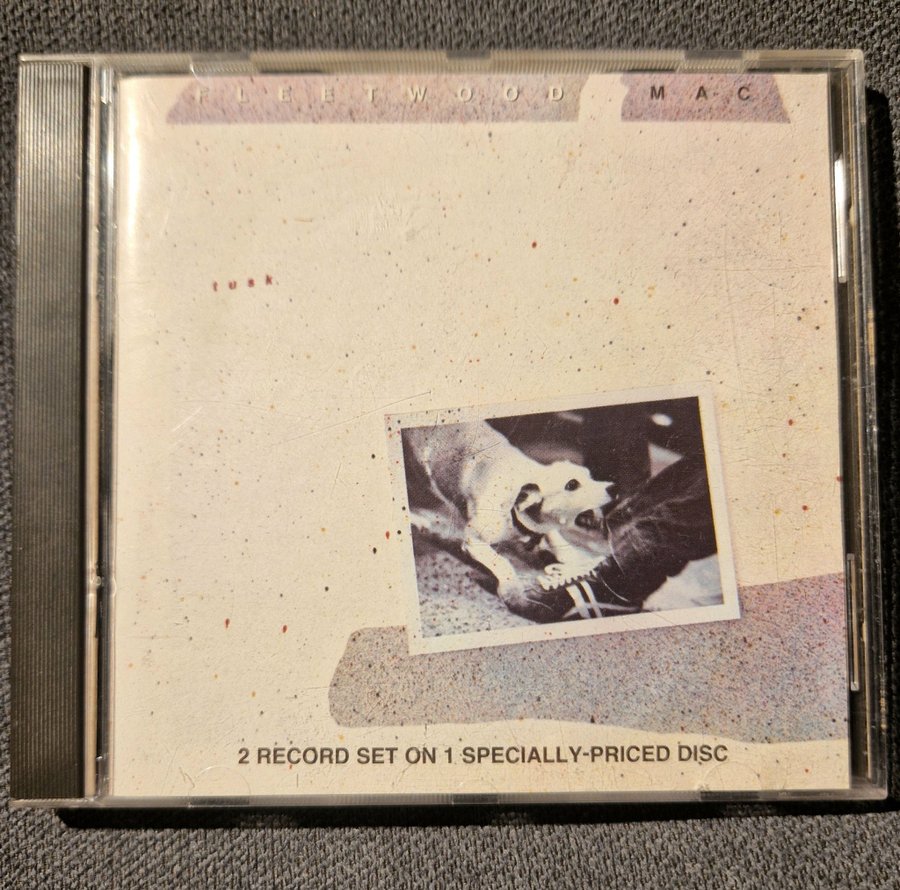 FLEETWOOD MAC
tusk
2 RECORD SET ON 1 SPECIALLY-PRICED DISC